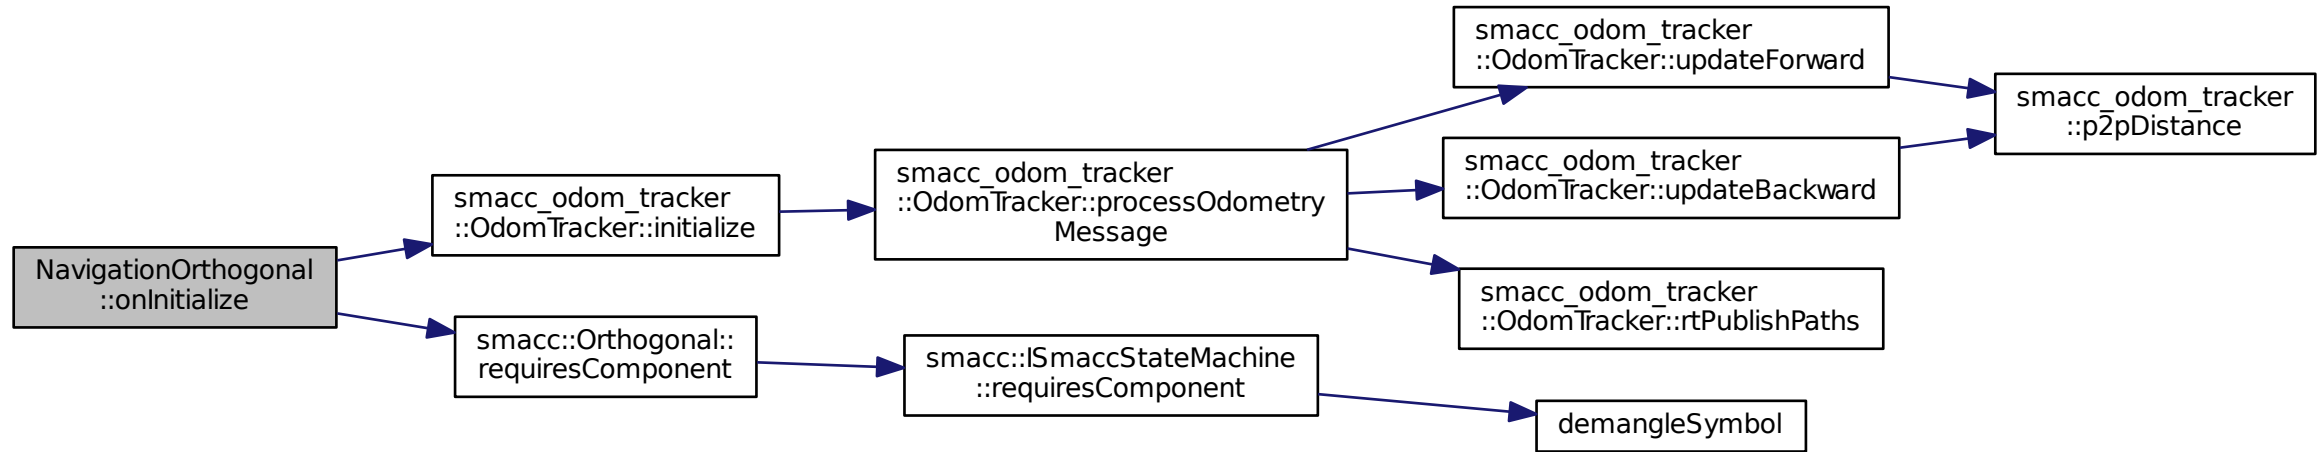 NavigationOrthogonal
::onInitialize
smacc_odom_tracker
::OdomTracker::initialize
smacc::Orthogonal::
requiresComponent
smacc_odom_tracker
::OdomTracker::processOdometry
Message
smacc::ISmaccStateMachine
::requiresComponent
smacc_odom_tracker
::OdomTracker::updateForward
smacc_odom_tracker
::OdomTracker::updateBackward
smacc_odom_tracker
::OdomTracker::rtPublishPaths
demangleSymbol
smacc_odom_tracker
::p2pDistance